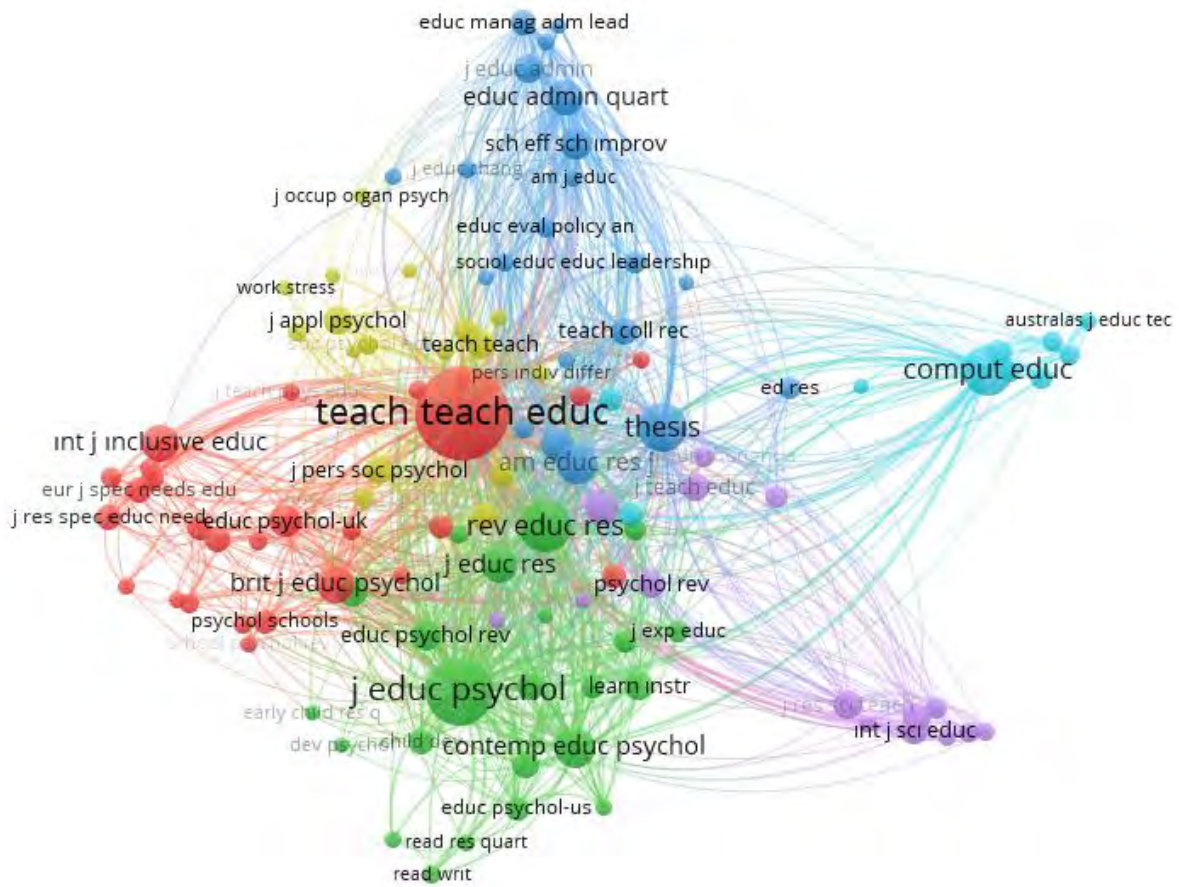 educ manag adm lead
j educ admin
educ admin quart
sch eff sch improv
j educ chang
am j educ
j occup organ psych
educ eval policy an
sociol educ educ leadership
work stress
j appl psychol
teach coll rec
australas j educ tec
teach teach
pers indiv differ
comput educ
ed res
teach teach educ
thesis
int j inclusive educ
j pers soc psychol
am educ res j
j teach educ
eur j spec needs edu
j res spec educ need
educ psychol-uk
rev educ res
j educ res
brit j educ psychol
psychol rev
psychol schools
educ psychol rev
j exp educ
j educ psychol
learn instr
early child res q
j res sci teach
int j sci educ
dev psychol
child dev
contemp educ psychol
educ psychol-us
read res quart
read writ